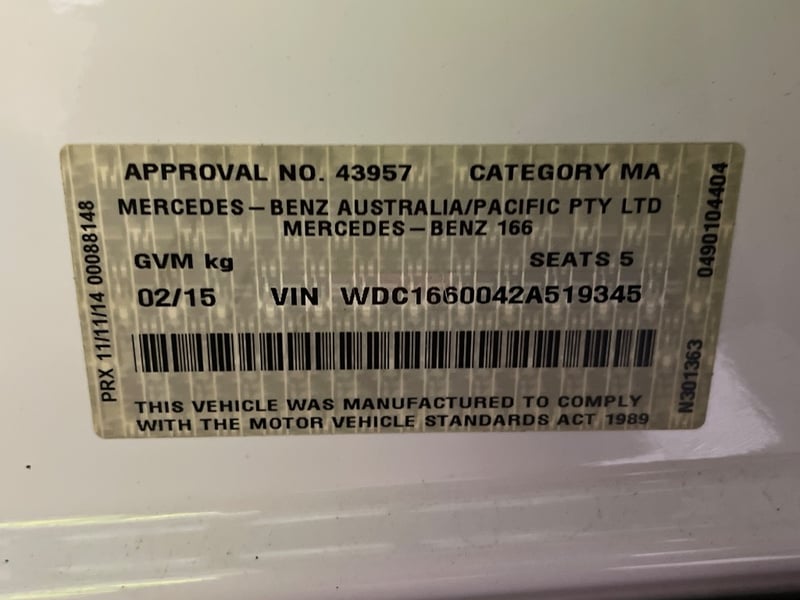 APPROVAL NO. 43957 CATEGORY MA
MERCEDES-BENZ AUSTRALIA/PACIFIC PTY LTD
MERCEDES-BENZ 166
GVM kg SEATS 5
02/15 VIN WDC1660042A519345
THIS VEHICLE WAS MANUFACTURED TO COMPLY
WITH THE MOTOR VEHICLE STANDARDS ACT 1989
PRX 11/11/14 00088148
0490104404
N301363